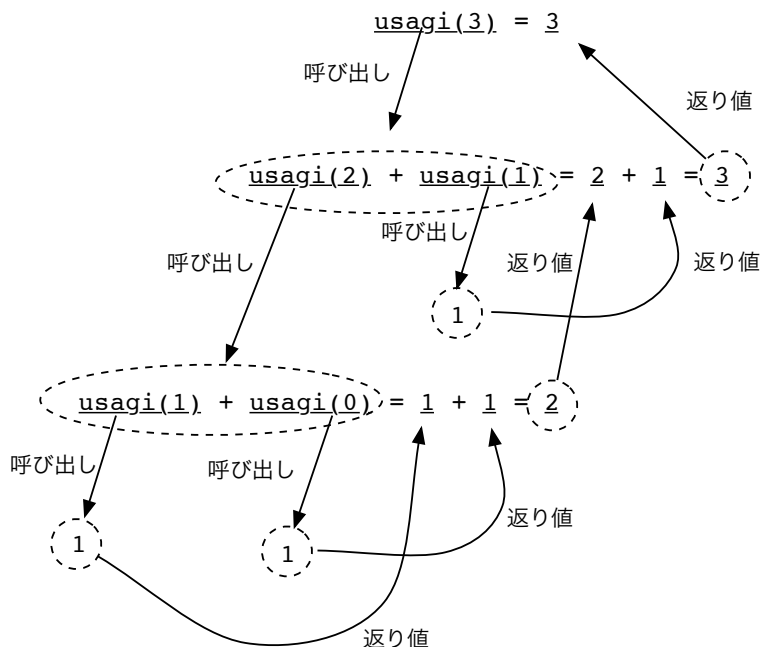 usagi(3) = 3
呼び出し
返り値
usagi(2) + usagi(1) = 2 + 1 = 3
呼び出し
呼び出し
返り値
返り値
1
usagi(1) + usagi(0) = 1 + 1 = 2
呼び出し
呼び出し
返り値
1
1
返り値